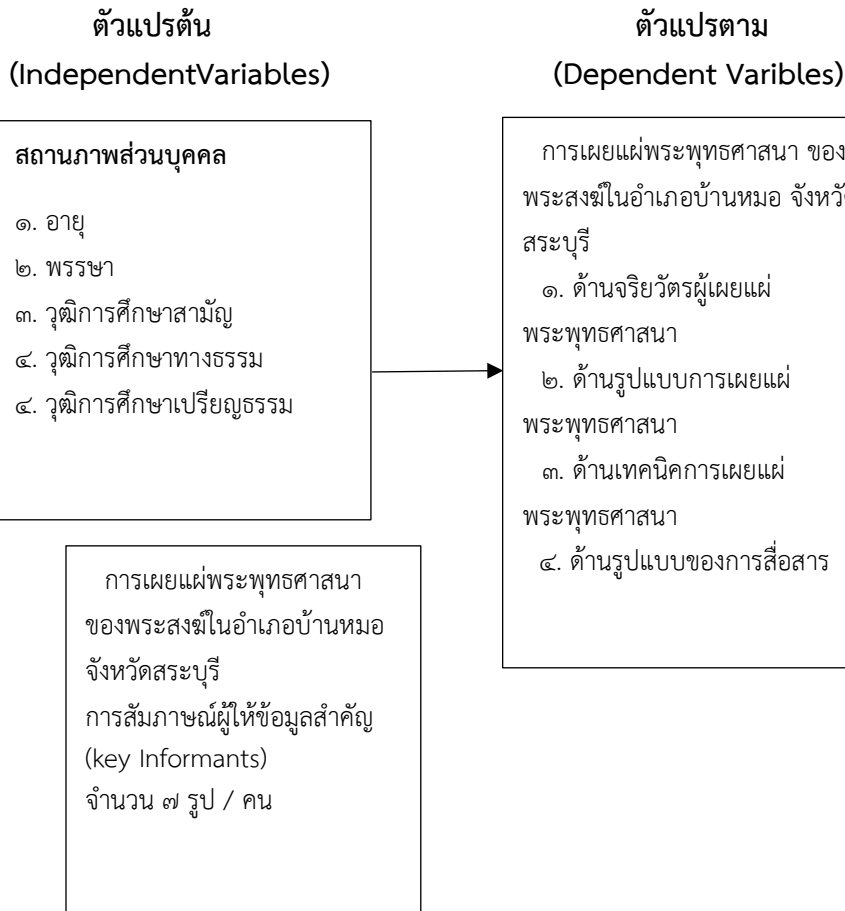 ตัวแปรต้น
(IndependentVariables)
ตัวแปรตาม
(Dependent Varibles)
สถานภาพส่วนบุคคล
๑. อายุ
๒. พรรษา
๓. วุฒิการศึกษาสามัญ
๔. วุฒิการศึกษาทางธรรม
๔. วุฒิการศึกษาเปรียญธรรม
การเผยแผ่พระพุทธศาสนา ของ
พระสงฆ์ในอำเภอบ้านหมอ
สระบุรี
๑. ด้านจริยวัตรผู้เผยแผ่
พระพุทธศาสนา
๒. ด้านรูปแบบการเผยแผ่
พระพุทธศาสนา
๓. ด้านเทคนิคการเผยแผ่
พระพุทธศาสนา
๔. ด้านรูปแบบของการสื่อสาร
การเผยแผ่พระพุทธศาสนา
ของพระสงฆ์ในอำเภอบ้านหมอ
จังหวัดสระบุรี
การสัมภาษณ์ผู้ให้ข้อมูลสำคัญ
(key Informants)
จำนวน ๗ รูป / คน